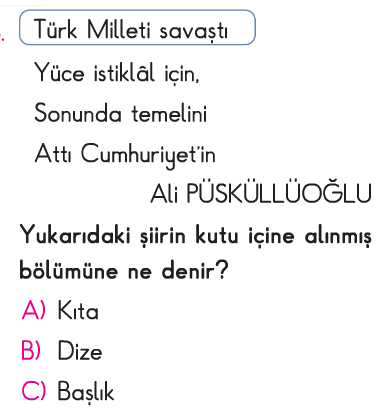 Türk Milleti savaştı
Yüce istiklâl için,
Sonunda temelini
Attı Cumhuriyet'in
Ali PÜSKÜLLÜOĞLU
Yukarıdaki şiirin kutu içine alınmış
bölümüne ne denir?
A) Kıta
B) Dize
C) Başlık